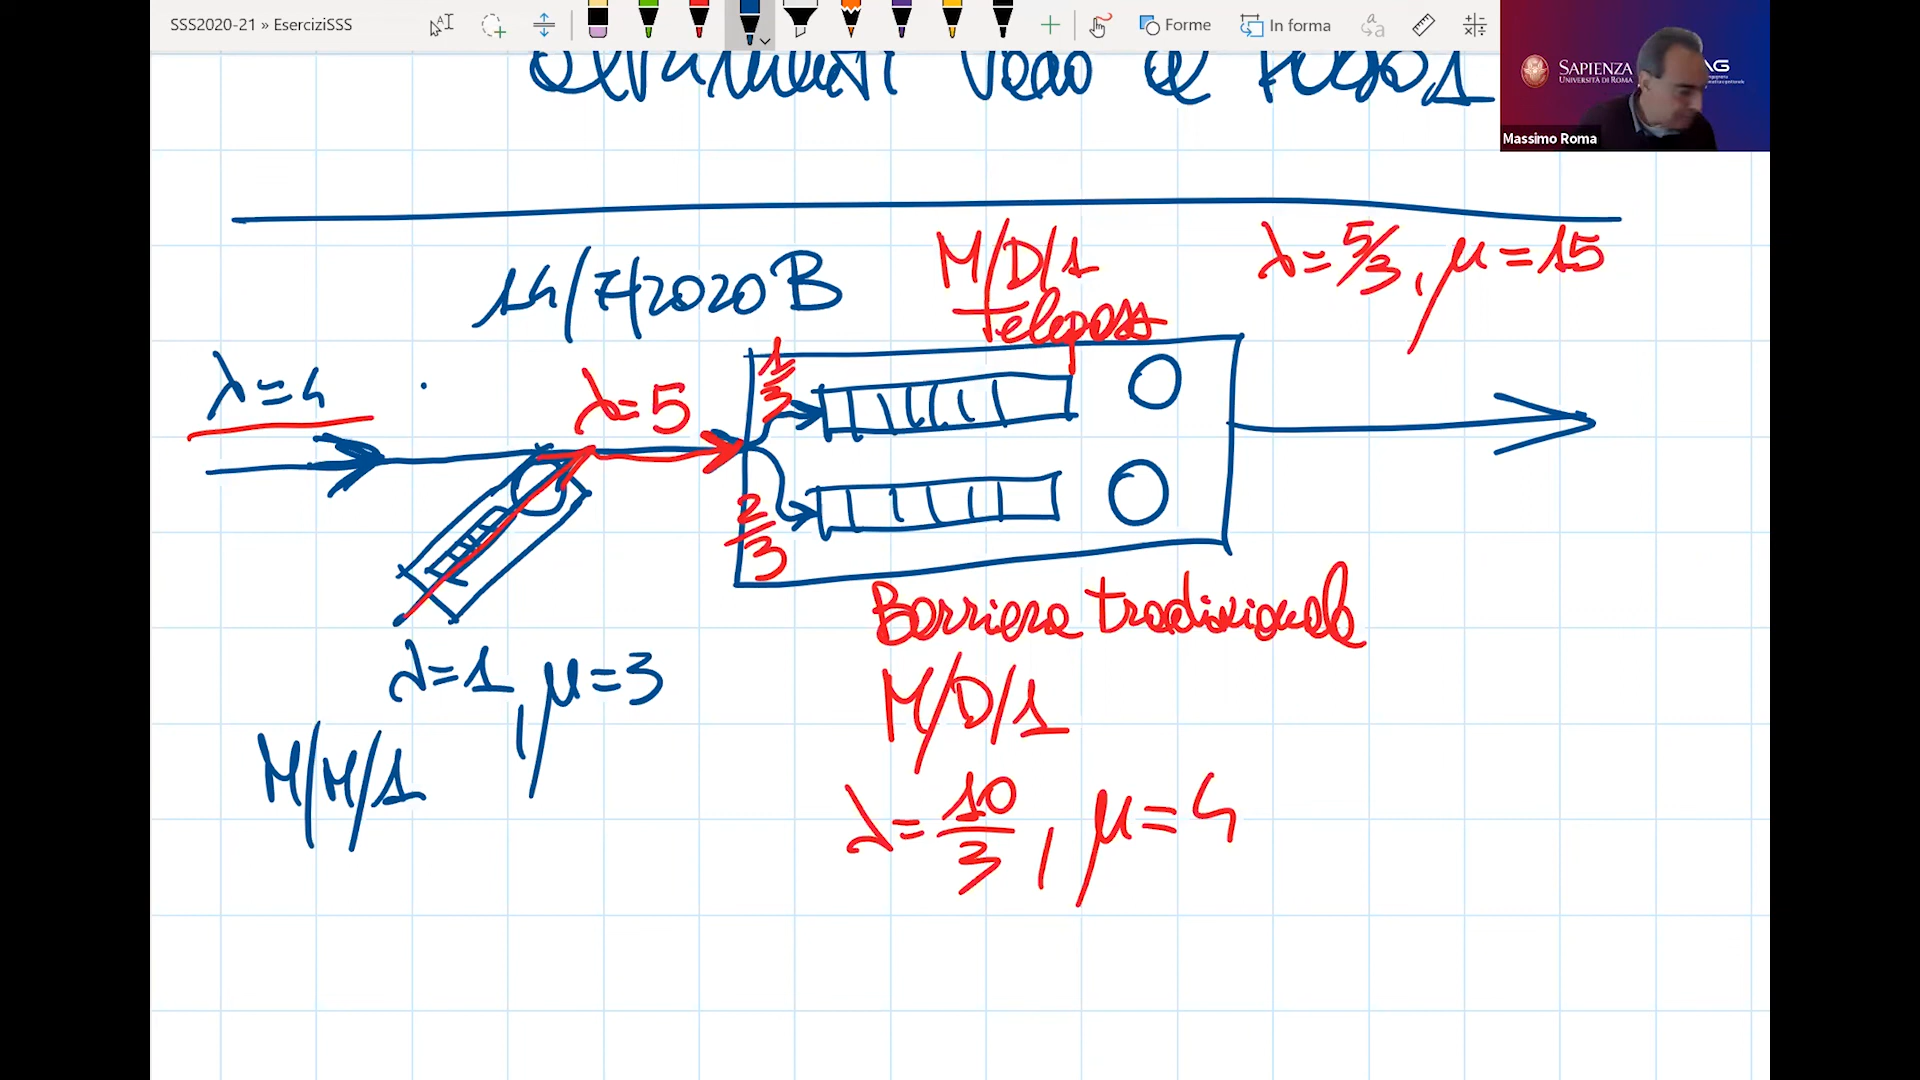 SSS2020-21 » EserciziSSS
Forme
In forma
SAPIENZA
UNIVERSITÀ DI ROMA
AG
Massimo Roma
14/7/2020 B
M/D/1
Telepass
λ=5/3, μ=15
λ=4
λ=5
1/3
2/3
Barriera tradizionale
λ=1, μ=3
M/D/1
M/M/1
λ=10/3, μ=4